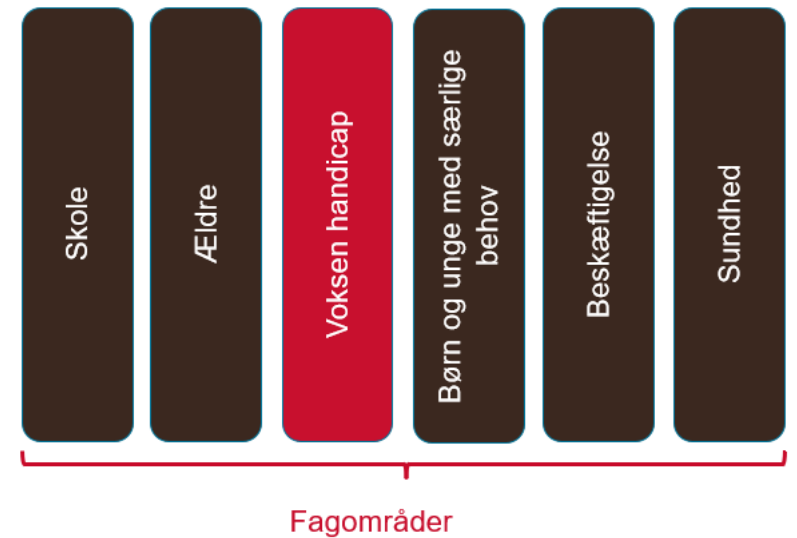 Skole
Ældre
Voksen handicap
Børn og unge med særlige
behov
Beskæftigelse
Sundhed
Fagområder